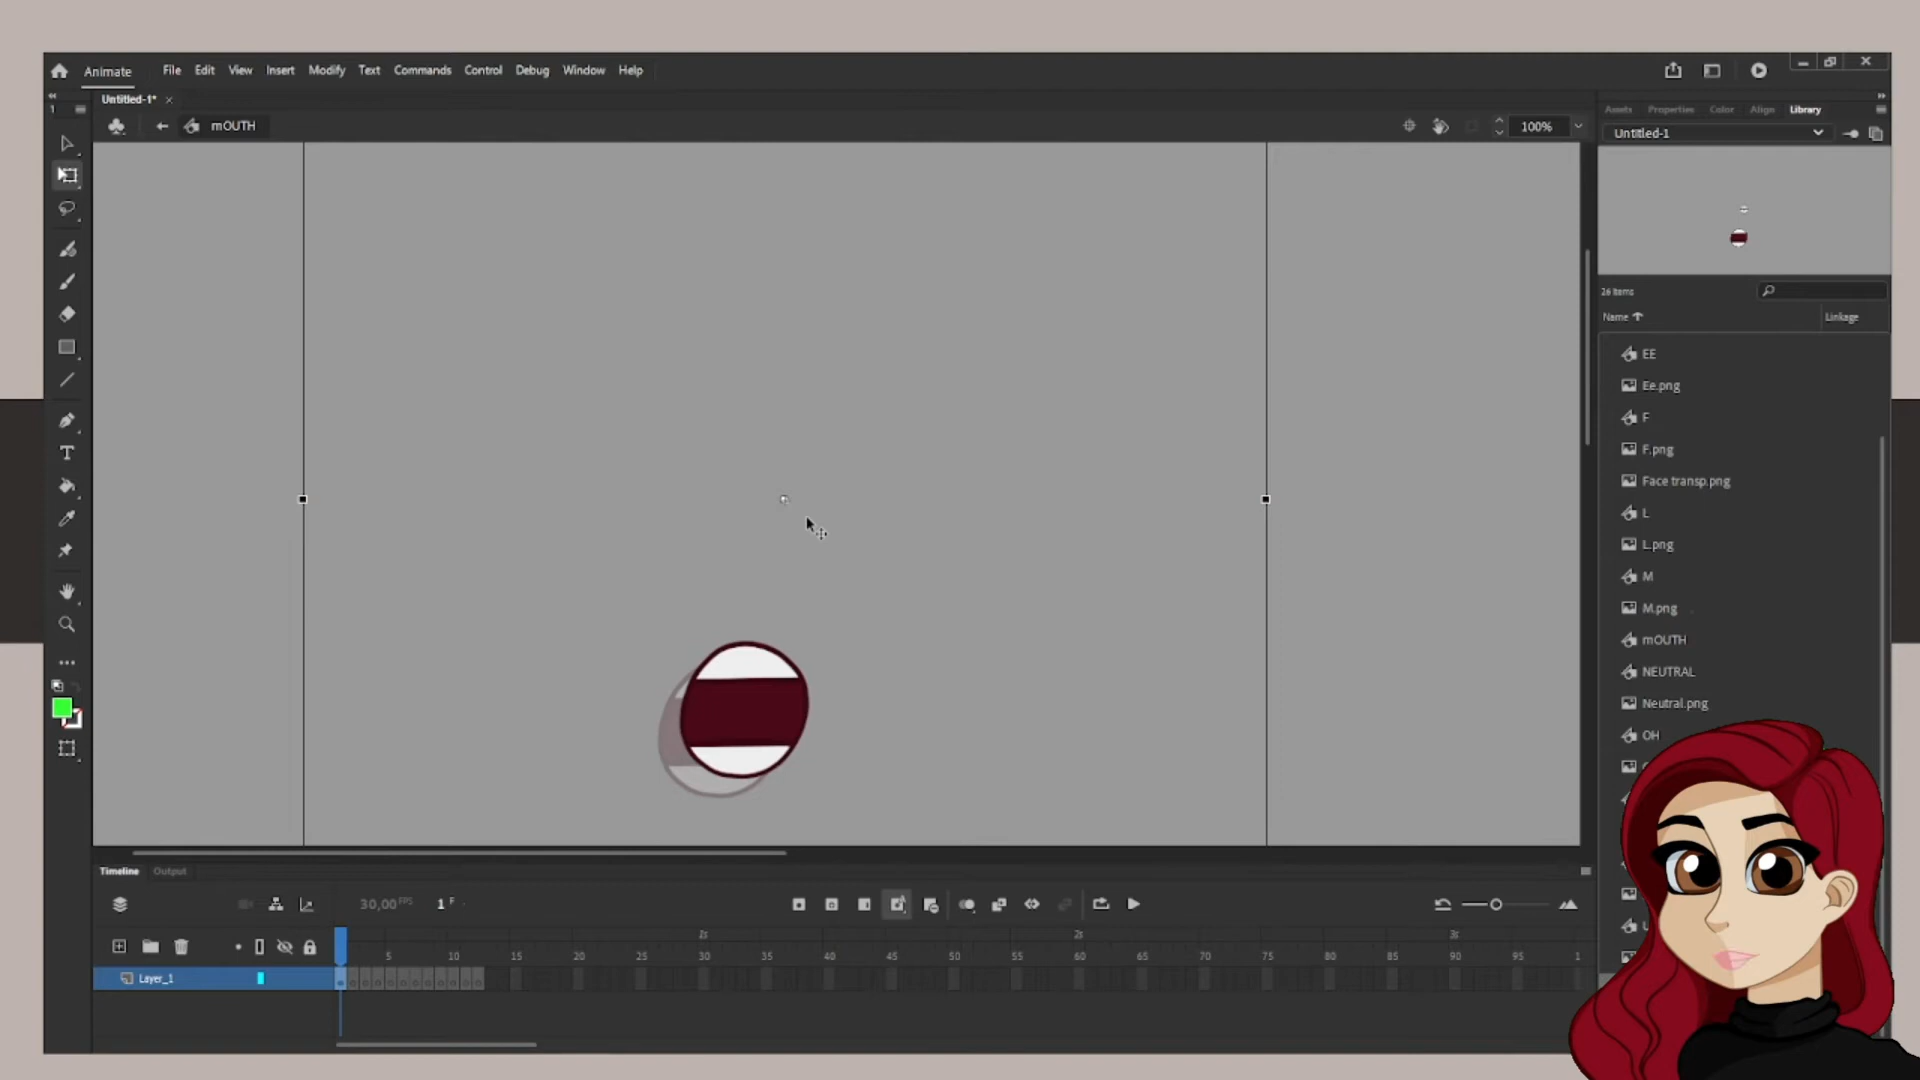 Animate File Edit View Insert Modify Text Commands Control Debug Window Help
Untitled-1*
1
mOUTH
100%
Assets Properties Color Align Library
Untitled-1
26 items
Name Linkage
EE
Ee.png
F
F.png
Face transp.png
L
L.png
M
M.png
mOUTH
NEUTRAL
Neutral.png
OH
Timeline Output
30,00 FPS 1 F
1s 2s 3s
5 10 15 20 25 30 35 40 45 50 55 60 65 70 75 80 85 90 95 1
Layer_1